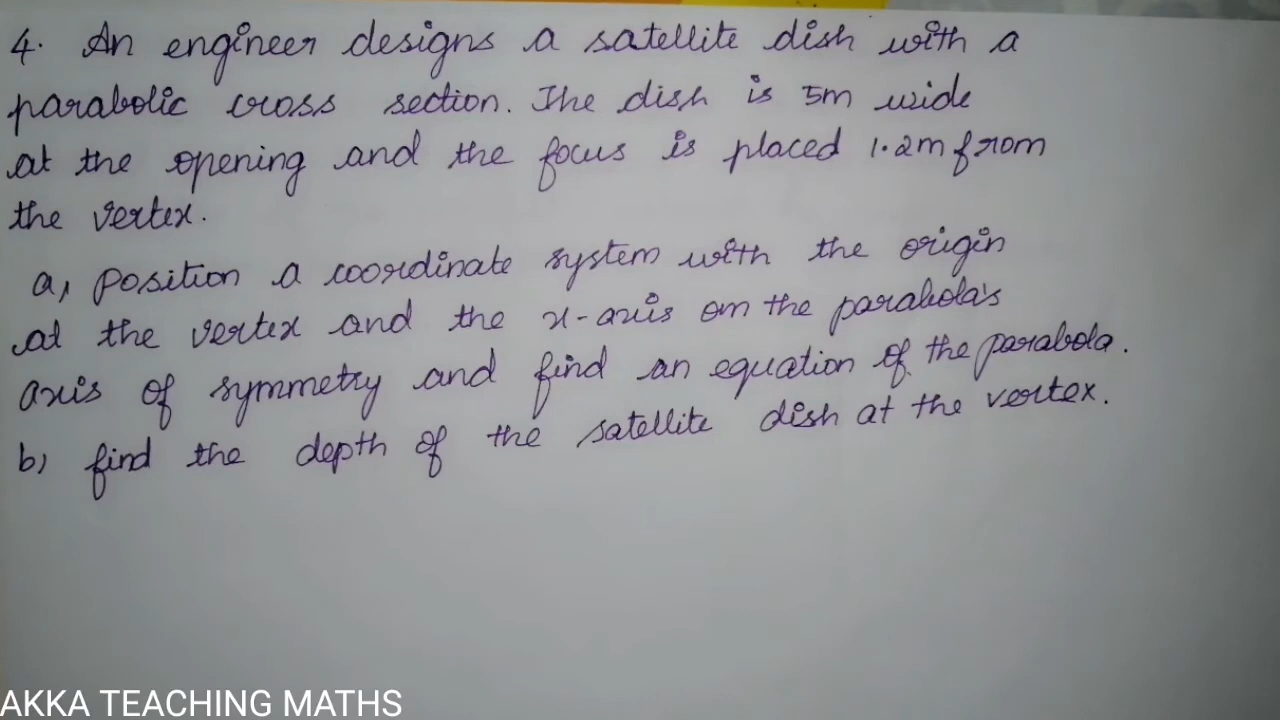 4. An engineer designs a satellite dish with a
parabolic cross section. The dish is 5m wide
at the opening and the focus is placed 1.2m from
the vertex.
a, position a coordinate system with the origin
at the vertex and the x-axis on the parabola's
axis of symmetry and find an equation of the parabola.
b) find the depth of the satellite dish at the vertex.
AKKA TEACHING MATHS